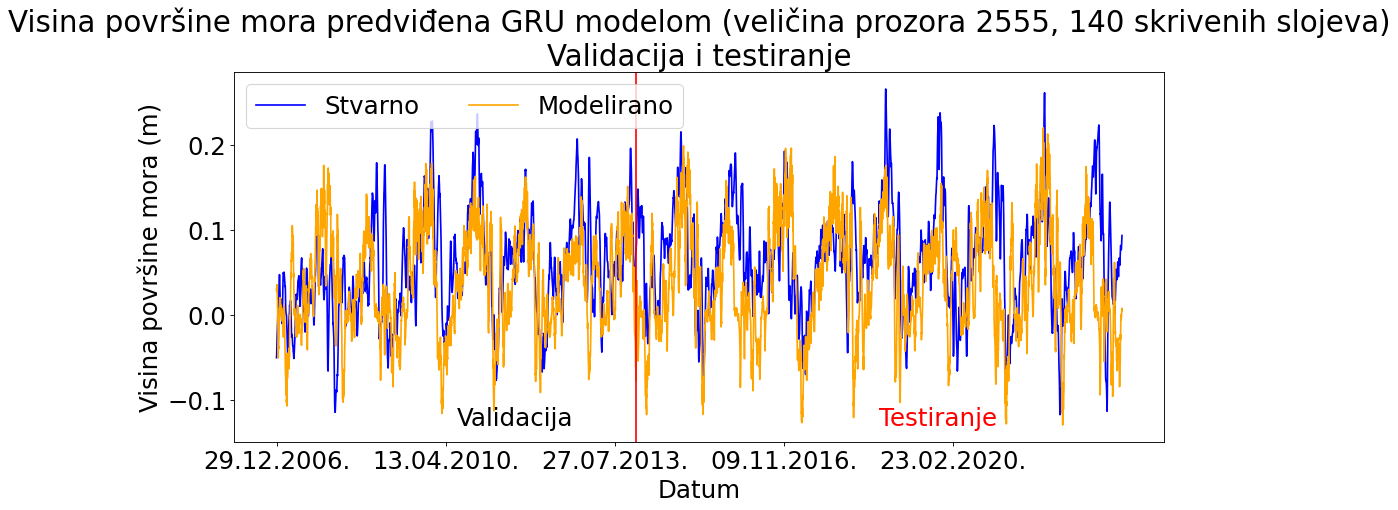 Visina površine mora predviđena GRU modelom (veličina prozora 2555, 140 skrivenih slojeva)
Validacija i testiranje
Stvarno
Modelirano
Visina površine mora (m)
0.2
0.1
0.0
−0.1
Validacija
Testiranje
29.12.2006.
13.04.2010.
27.07.2013.
09.11.2016.
23.02.2020.
Datum